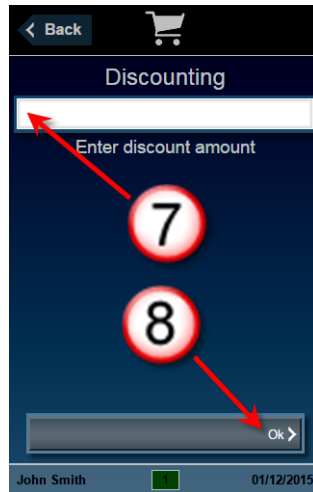 Back
Discounting
Enter discount amount
7
8
Ok
John Smith 1 01/12/2015